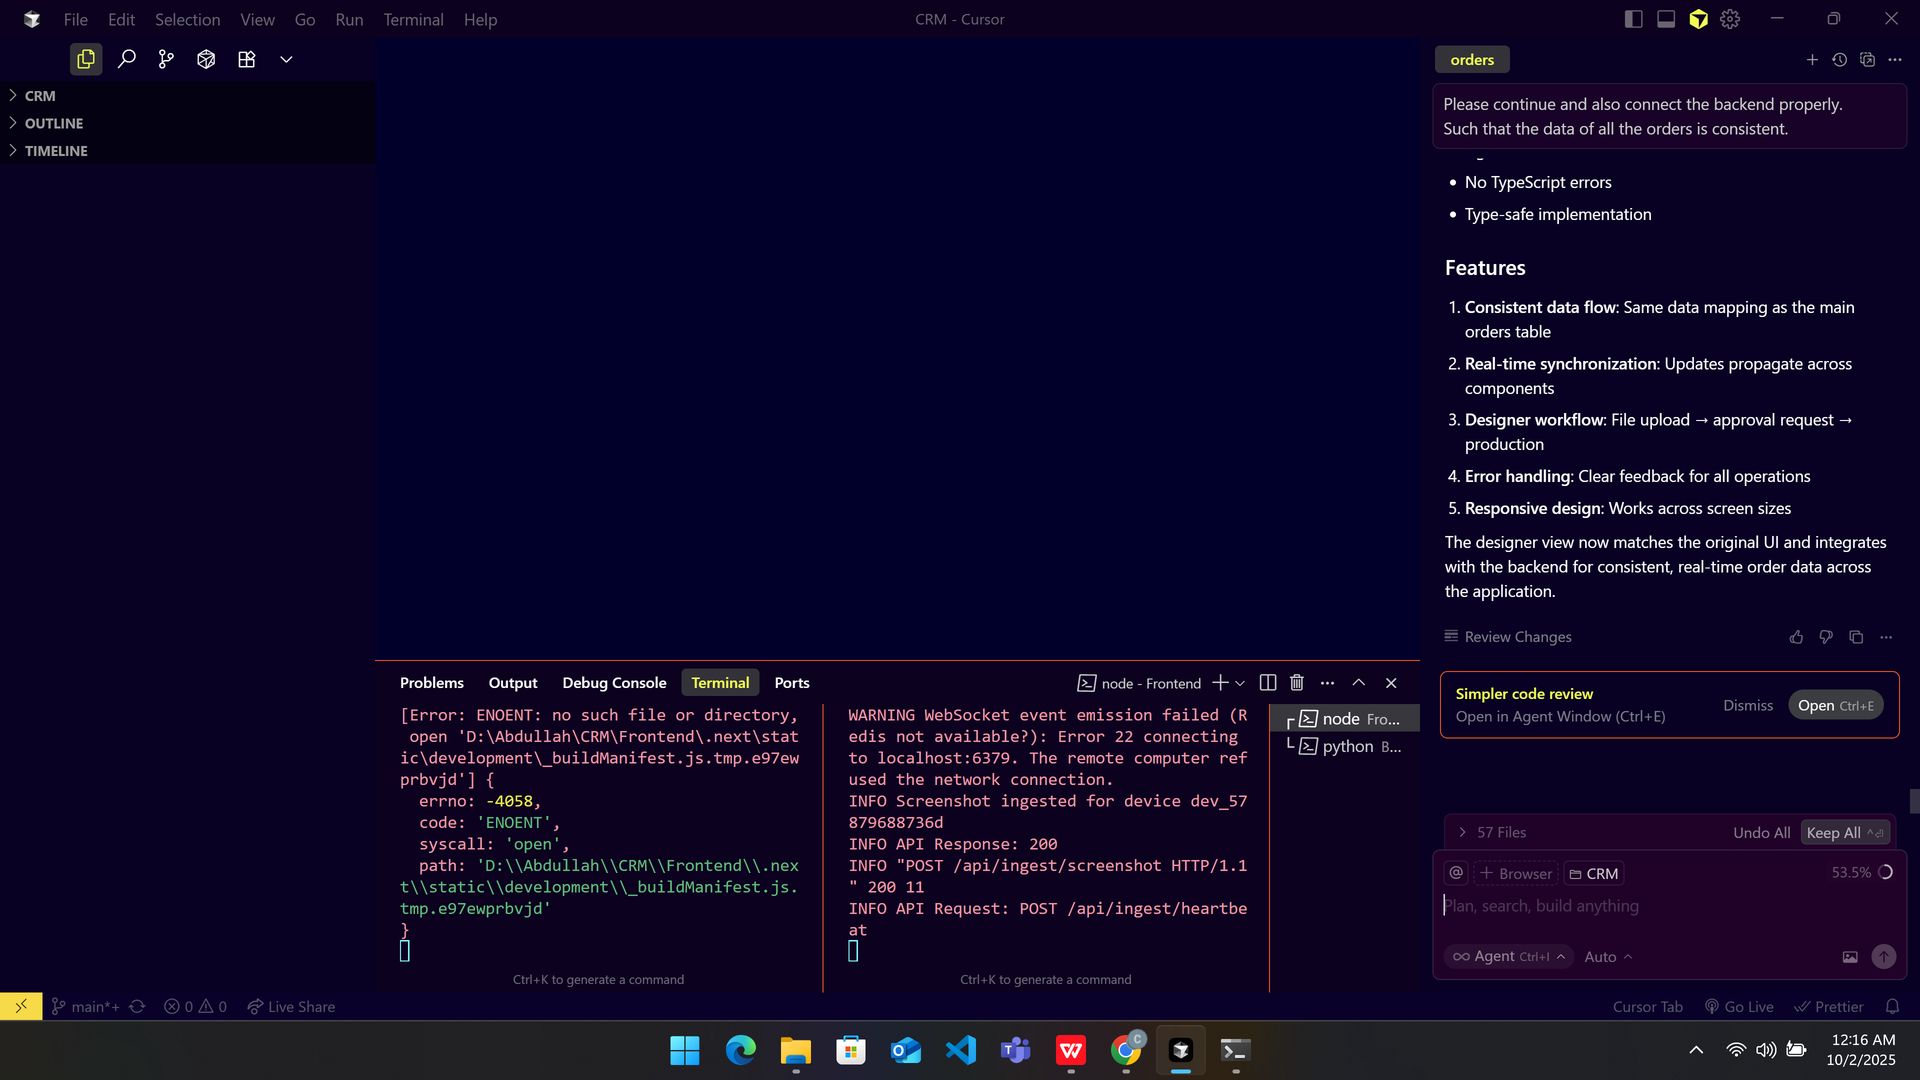 File Edit Selection View Go Run Terminal Help
CRM - Cursor
CRM
OUTLINE
TIMELINE
orders
Please continue and also connect the backend properly.
Such that the data of all the orders is consistent.
No TypeScript errors
Type-safe implementation
Features
1. Consistent data flow: Same data mapping as the main
orders table
2. Real-time synchronization: Updates propagate across
components
3. Designer workflow: File upload → approval request →
production
4. Error handling: Clear feedback for all operations
5. Responsive design: Works across screen sizes
The designer view now matches the original UI and integrates
with the backend for consistent, real-time order data across
the application.
Review Changes
Simpler code review
Open in Agent Window (Ctrl+E)
Dismiss
Open Ctrl+E
57 Files
Undo All
Keep All
@
Browser
CRM
53.5%
Plan, search, build anything
Agent Ctrl+I
Auto
Problems Output Debug Console Terminal Ports
node - Frontend
[Error: ENOENT: no such file or directory,
open 'D:\Abdullah\CRM\Frontend\.next\stat
ic\development\_buildManifest.js.tmp.e97ew
prbvjd'] {
errno: -4058,
code: 'ENOENT',
syscall: 'open',
path: 'D:\\Abdullah\\CRM\\Frontend\\.nex
t\\static\\development\\_buildManifest.js.
tmp.e97ewprbvjd'
}
Ctrl+K to generate a command
WARNING WebSocket event emission failed (R
edis not available?): Error 22 connecting
to localhost:6379. The remote computer ref
used the network connection.
INFO Screenshot ingested for device dev_57
879688736d
INFO API Response: 200
INFO "POST /api/ingest/screenshot HTTP/1.1
" 200 11
INFO API Request: POST /api/ingest/heartbe
at
Ctrl+K to generate a command
node Fro...
python B...
main*+
0 0
Live Share
Cursor Tab
Go Live
Prettier
12:16 AM
10/2/2025